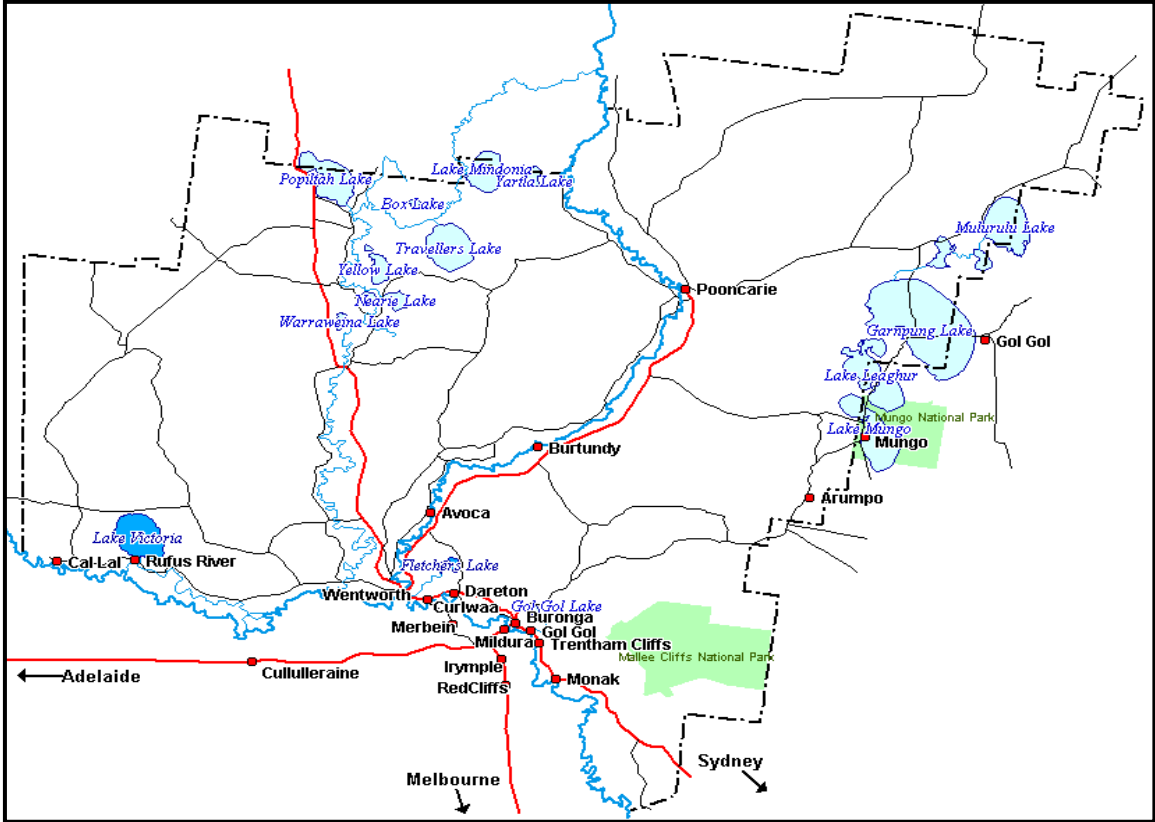 Lake Mindonia
Popiltah Lake
Yartla Lake
Box Lake
Mulurulu Lake
Travellers Lake
Yellow Lake
Pooncarie
Nearie Lake
Warraweina Lake
Garnpung Lake
Gol Gol
Lake Leaghur
Mungo National Park
Lake Mungo
Mungo
Burtundy
Arumpo
Avoca
Lake Victoria
Cal-Lal
Rufus River
Fletchers Lake
Wentworth
Dareton
Curlwaa
Gol Gol Lake
Buronga
Merbein
Gol Gol
Mildura
Trentham Cliffs
Mallee Cliffs National Park
Irymple
Cullulleraine
Adelaide
RedCliffs
Monak
Sydney
Melbourne